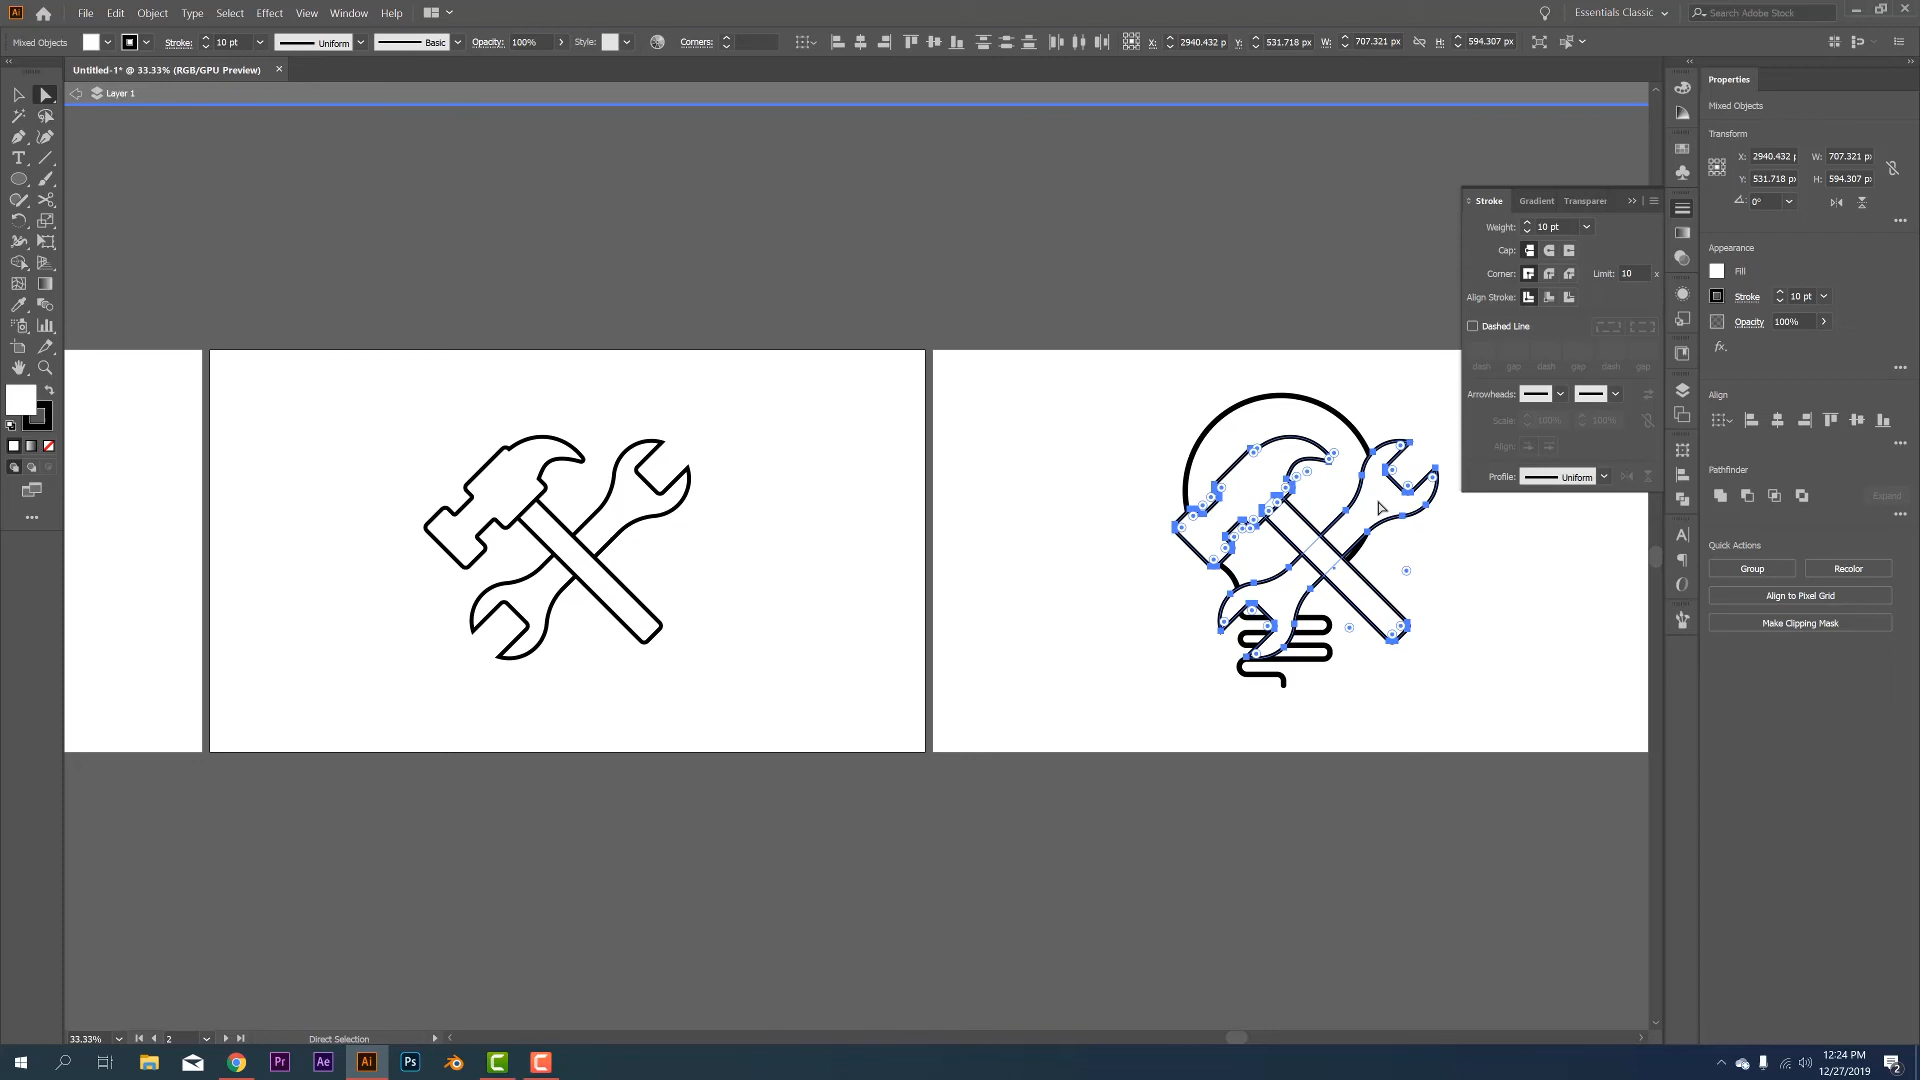 Ai File Edit Object Type Select Effect View Window Help Essentials Classic Search Adobe Stock
Mixed Objects Stroke: 10 pt Uniform Basic Opacity: 100% Style: Corners: X: 2940.432 p Y: 531.718 px W: 707.321 px H: 594.307 px
Untitled-1* @ 33.33% (RGB/GPU Preview) ×
Layer 1
Stroke Gradient Transparer
Weight: 10 pt
Cap:
Corner: Limit: 10 x
Align Stroke:
Dashed Line
dash gap dash gap dash gap
Arrowheads:
Scale: 100% 100%
Align:
Profile: Uniform
Properties
Mixed Objects
Transform
X: 2940.432 p W: 707.321 px
Y: 531.718 px H: 594.307 px
0°
Appearance
Fill
Stroke 10 pt
Opacity 100%
fx.
Align
Pathfinder
Expand
Quick Actions
Group Recolor
Align to Pixel Grid
Make Clipping Mask
33.33% 2 Direct Selection
Pr Ae Ai Ps
12:24 PM
12/27/2019
2